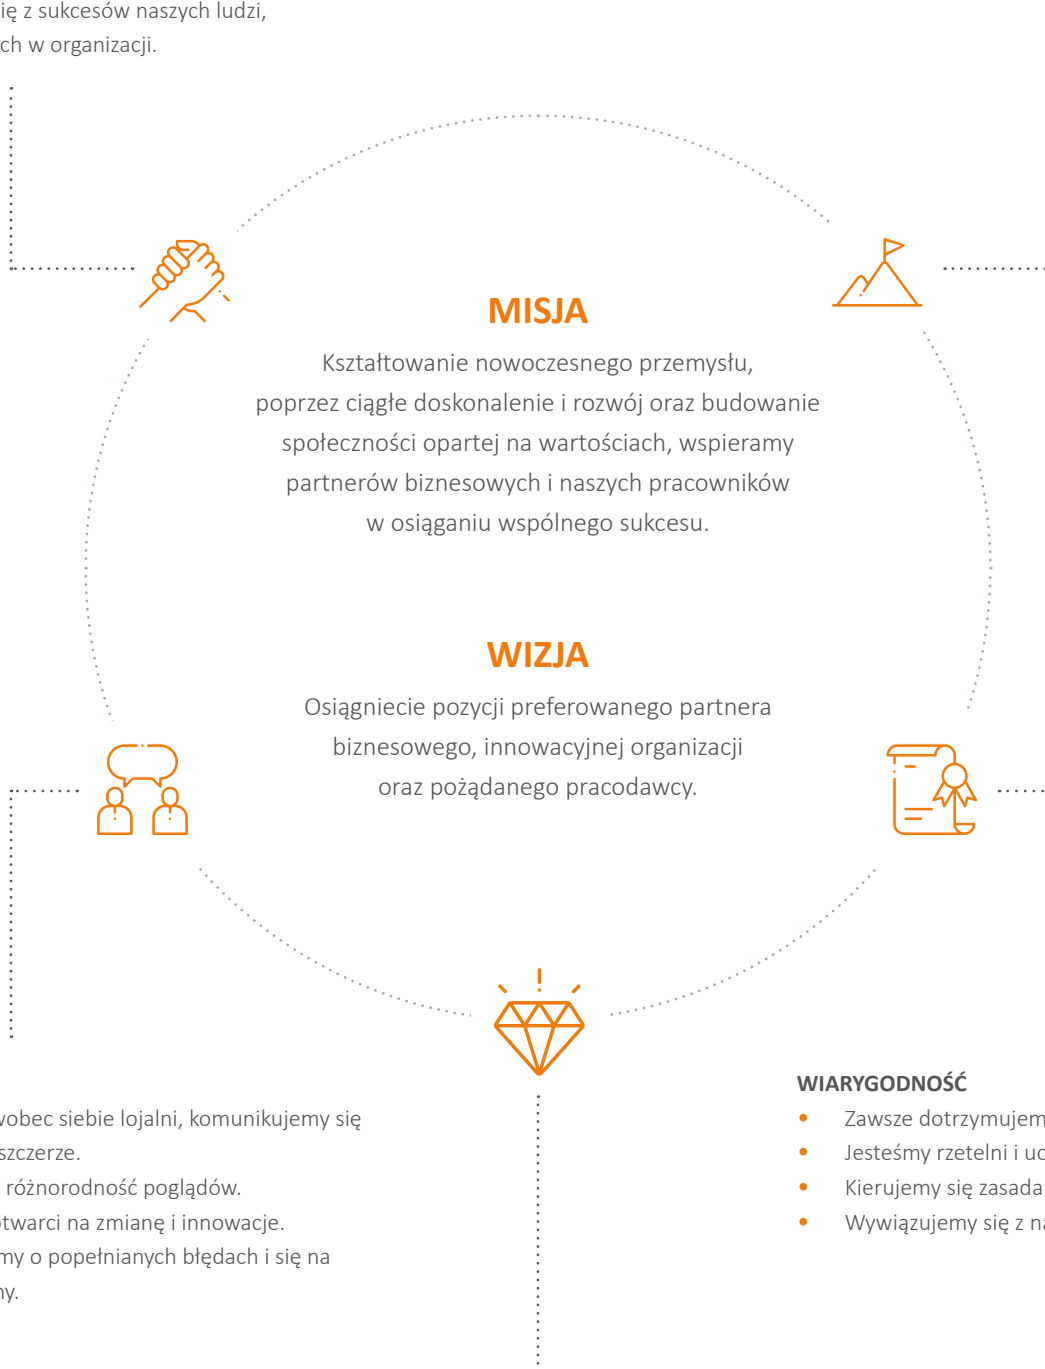 ię z sukcesów naszych ludzi,
ch w organizacji.
MISJA
Kształtowanie nowoczesnego przemysłu,
poprzez ciągłe doskonalenie i rozwój oraz budowanie
społeczności opartej na wartościach, wspieramy
partnerów biznesowych i naszych pracowników
w osiąganiu wspólnego sukcesu.
WIZJA
Osiągniecie pozycji preferowanego partnera
biznesowego, innowacyjnej organizacji
oraz pożądanego pracodawcy.
wobec siebie lojalni, komunikujemy się
szczerze.
różnorodność poglądów.
otwarci na zmianę i innowacje.
my o popełnianych błędach i się na
ny.
WIARYGODNOŚĆ
• Zawsze dotrzymujem
• Jesteśmy rzetelni i uc
• Kierujemy się zasada
• Wywiązujemy się z na